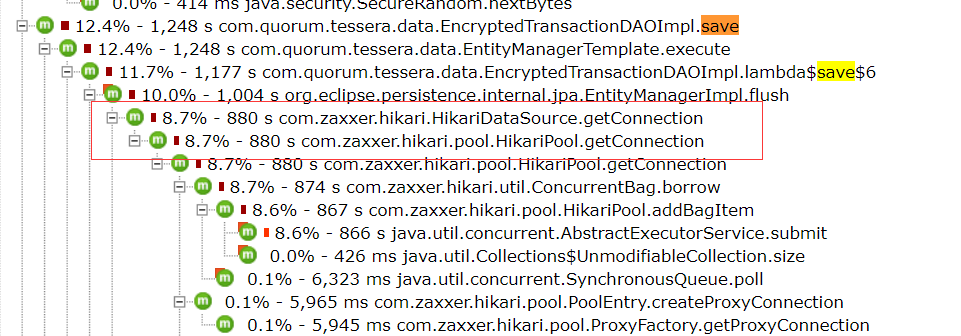 0.0% - 414 ms java.security.SecureRandom.nextBytes
12.4% - 1,248 s com.quorum.tessera.data.EncryptedTransactionDAOImpl.save
12.4% - 1,248 s com.quorum.tessera.data.EntityManagerTemplate.execute
11.7% - 1,177 s com.quorum.tessera.data.EncryptedTransactionDAOImpl.lambda$save$6
10.0% - 1,004 s org.eclipse.persistence.internal.jpa.EntityManagerImpl.flush
8.7% - 880 s com.zaxxer.hikari.HikariDataSource.getConnection
8.7% - 880 s com.zaxxer.hikari.pool.HikariPool.getConnection
8.7% - 880 s com.zaxxer.hikari.pool.HikariPool.getConnection
8.7% - 874 s com.zaxxer.hikari.util.ConcurrentBag.borrow
8.6% - 867 s com.zaxxer.hikari.pool.HikariPool.addBagItem
8.6% - 866 s java.util.concurrent.AbstractExecutorService.submit
0.0% - 426 ms java.util.Collections$UnmodifiableCollection.size
0.1% - 6,323 ms java.util.concurrent.SynchronousQueue.poll
0.1% - 5,965 ms com.zaxxer.hikari.pool.PoolEntry.createProxyConnection
0.1% - 5,945 ms com.zaxxer.hikari.pool.ProxyFactory.getProxyConnection